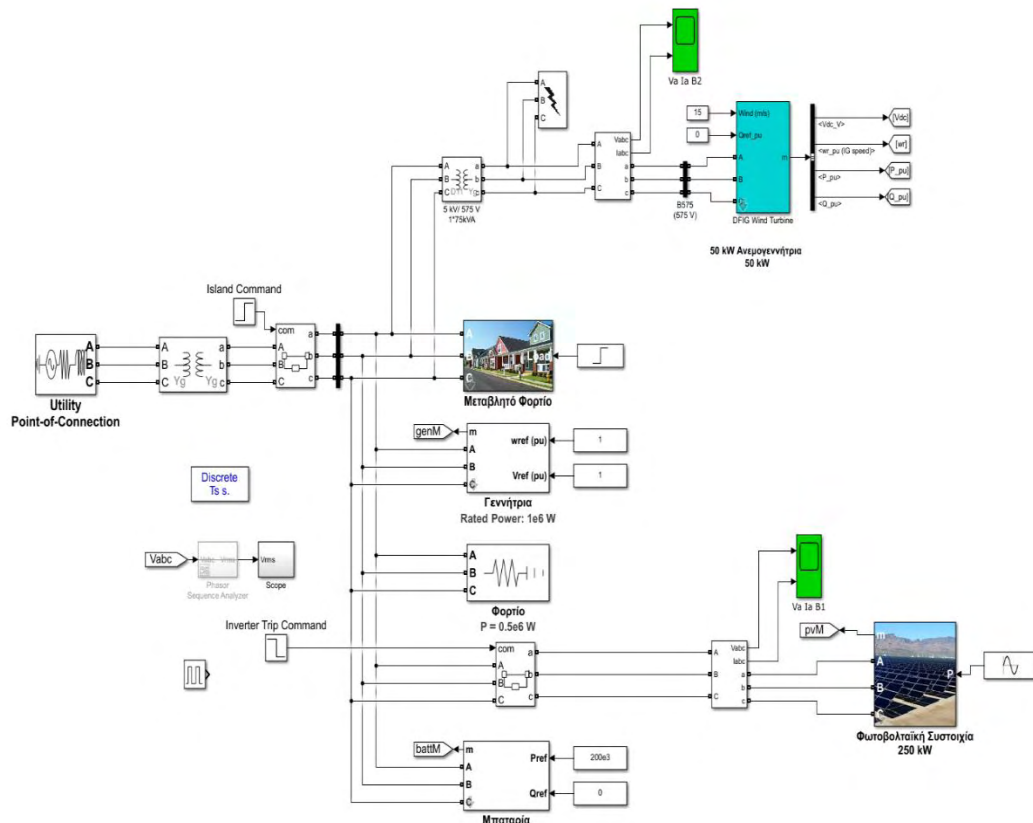 Va Ia B2
A
B
C
15
Wind (m/s)
0
Qref_pu
Vabc
Iabc
A
a
B
b
C
c
A
B
m
<Vdc_V>
[Vdc]
<wr_pu (IG speed)>
[wr]
<P_pu>
[P_pu]
<Q_pu>
[Q_pu]
B575
(575 V)
DFIG Wind Turbine
A
a
B
b
C
c
5 kV/ 575 V
1*75kVA
50 kW Ανεμογεννήτρια
50 kW
Island Command
com
a
A
b
B
c
C
A
B
C
A
a
B
b
C
c
Yg
Yg
Utility
Point-of-Connection
A
C
Μεταβλητό Φορτίο
genM
m
A
B
C
wref (pu)
1
Vref (pu)
1
Γεννήτρια
Rated Power: 1e6 W
Discrete
Ts s.
Vabc
Vabc
Vrms
Vrms
Phasor
Sequence Analyzer
Scope
A
B
C
Φορτίο
P = 0.5e6 W
Inverter Trip Command
com
a
A
b
B
c
C
Vabc
Iabc
A
a
B
b
C
c
Va Ia B1
pvM
m
A
B
C
P
Φωτοβολταϊκή Συστοιχία
250 kW
battM
m
A
B
C
Pref
200e3
Qref
0
Μπαταρία